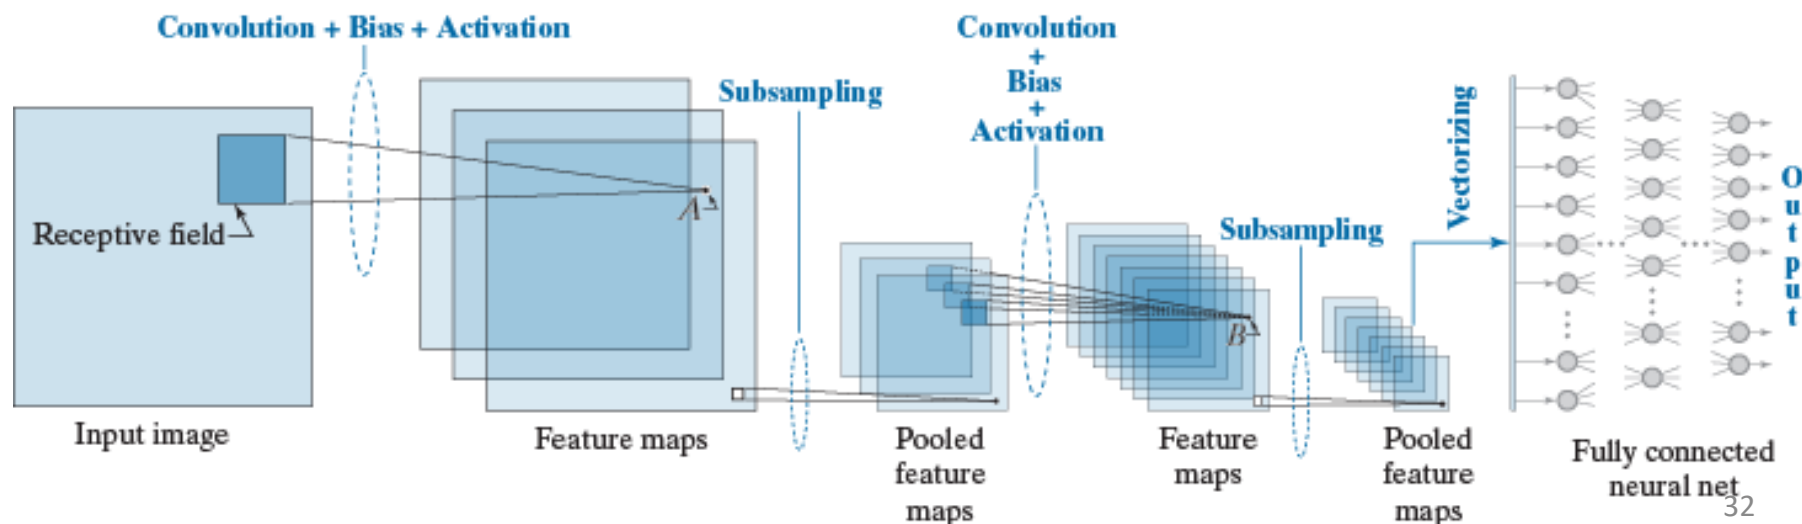 Convolution + Bias + Activation
Convolution
+
Bias
+
Activation
Subsampling
Vectorizing
Receptive field
A
Subsampling
B
Output
Input image
Feature maps
Pooled
feature
maps
Feature
maps
Pooled
feature
maps
Fully connected
neural net
32